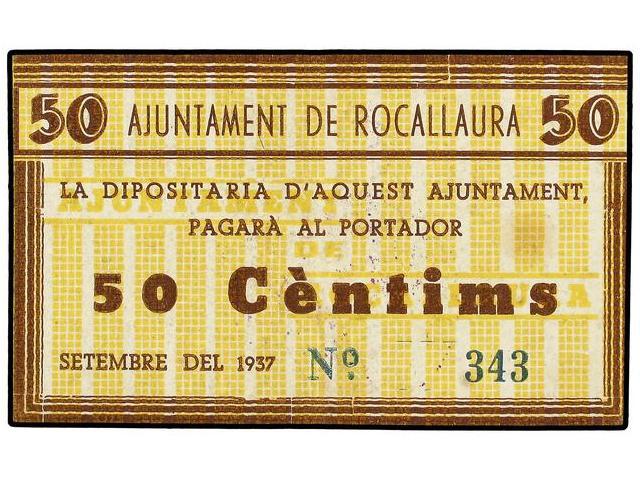 50 AJUNTAMENT DE ROCALLAURA 50
LA DIPOSITARIA D'AQUEST AJUNTAMENT,
PAGARÀ AL PORTADOR
50 Cèntims
SETEMBRE DEL 1937 Nº 343